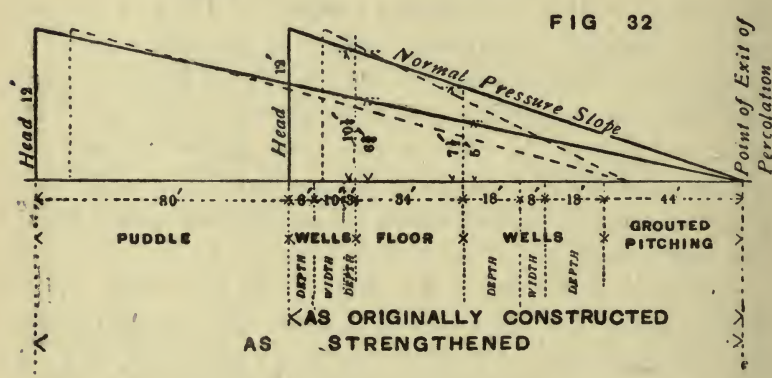 FIG 32
Normal Pressure Slope
Head 12'
Head 12'
Point of Exit of
Percolation
80' 8' 10' 34' 18' 8' 18' 44'
PUDDLE WELLS FLOOR WELLS GROUTED
PITCHING
DEPTH WIDTH DEPTH DEPTH WIDTH DEPTH
AS ORIGINALLY CONSTRUCTED
AS STRENGTHENED